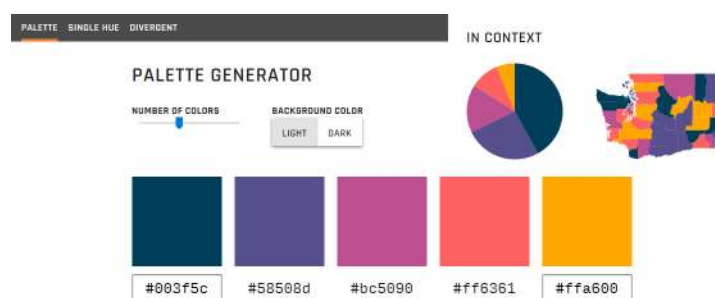 PALETTE SINGLE HUE DIVERGENT
IN CONTEXT
PALETTE GENERATOR
NUMBER OF COLORS BACKGROUND COLOR
LIGHT DARK
#003f5c #58508d #bc5090 #ff6361 #ffa600